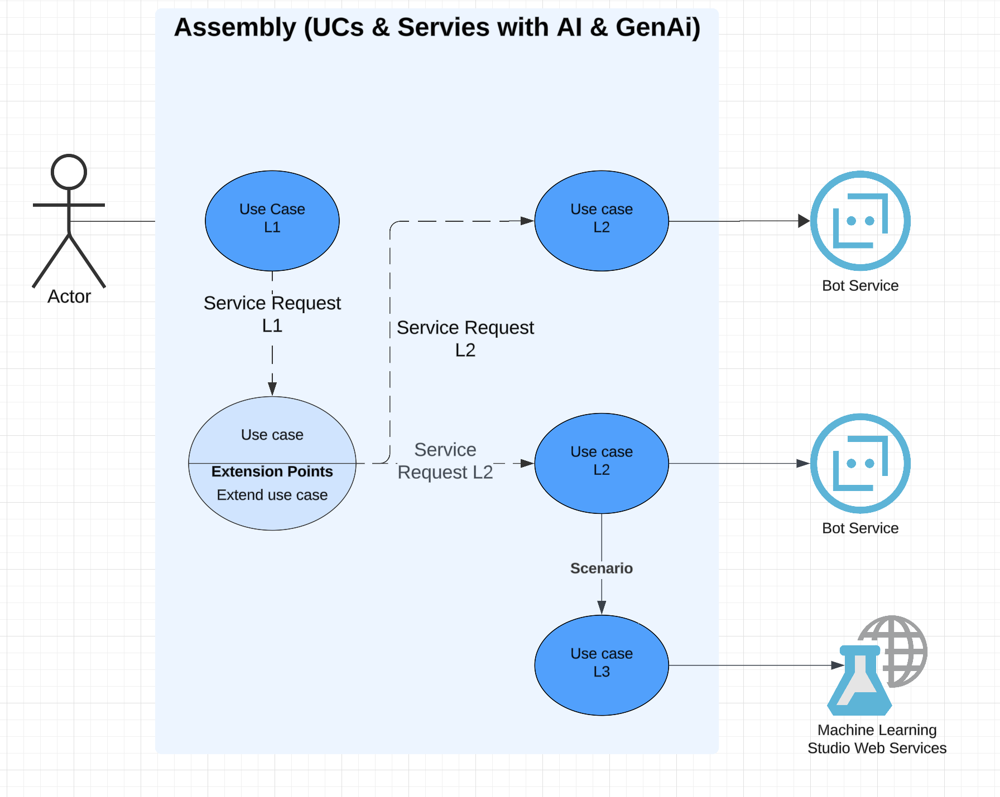 Assembly (UCs & Servies with AI & GenAi)
Actor
Use Case
L1
Service Request
L1
Use case
Extension Points
Extend use case
Service Request
L2
Service
Request L2
Use case
L2
Bot Service
Use case
L2
Bot Service
Scenario
Use case
L3
Machine Learning
Studio Web Services